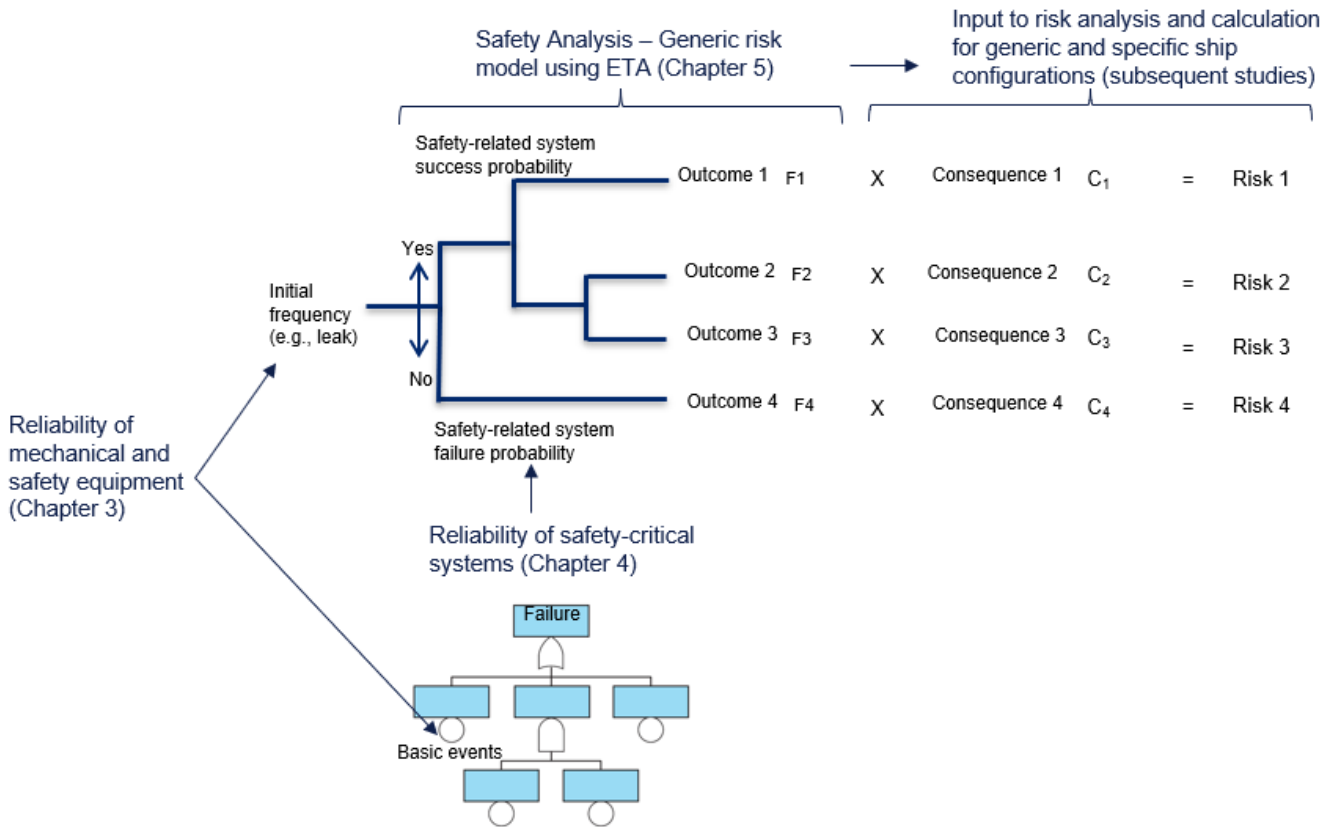 Safety Analysis – Generic risk
model using ETA (Chapter 5)
Input to risk analysis and calculation
for generic and specific ship
configurations (subsequent studies)
Safety-related system
success probability
Outcome 1 F1 X Consequence 1 C1 = Risk 1
Yes
Outcome 2 F2 X Consequence 2 C2 = Risk 2
Initial
frequency
(e.g., leak)
Outcome 3 F3 X Consequence 3 C3 = Risk 3
No
Outcome 4 F4 X Consequence 4 C4 = Risk 4
Safety-related system
failure probability
Reliability of
mechanical and
safety equipment
(Chapter 3)
Reliability of safety-critical
systems (Chapter 4)
Failure
Basic events